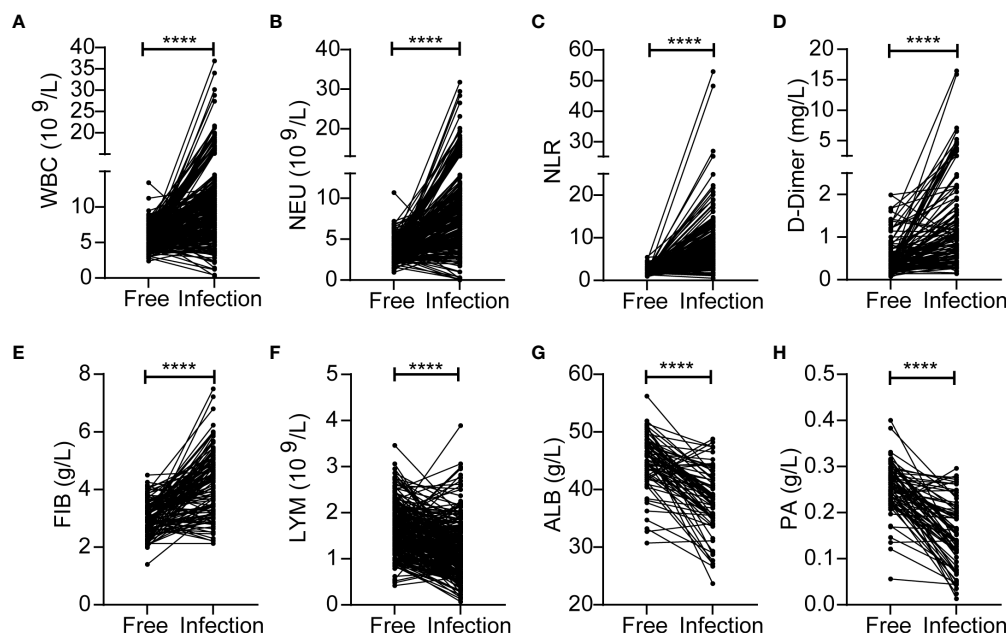 A
WBC (10 9/L)
40
35
30
25
20
10
5
0
****
Free Infection
B
NEU (10 9/L)
40
30
20
10
5
0
****
Free Infection
C
NLR
60
50
40
30
20
10
0
****
Free Infection
D
D-Dimer (mg/L)
20
15
10
5
2
1
0
****
Free Infection
E
FIB (g/L)
8
6
4
2
0
****
Free Infection
F
LYM (10 9/L)
5
4
3
2
1
0
****
Free Infection
G
ALB (g/L)
60
50
40
30
20
****
Free Infection
H
PA (g/L)
0.5
0.4
0.3
0.2
0.1
0.0
****
Free Infection